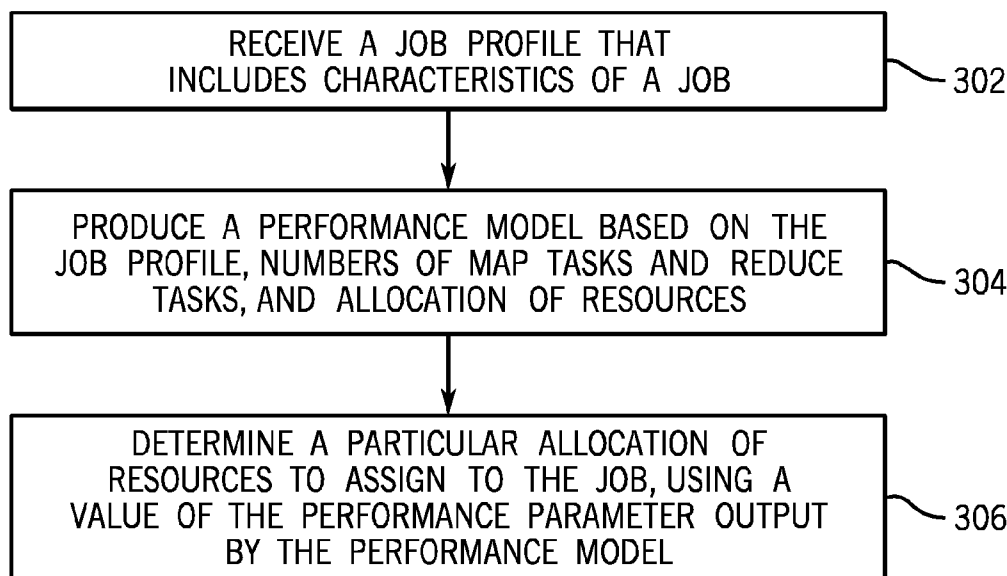 RECEIVE A JOB PROFILE THAT
INCLUDES CHARACTERISTICS OF A JOB
302
PRODUCE A PERFORMANCE MODEL BASED ON THE
JOB PROFILE, NUMBERS OF MAP TASKS AND REDUCE
TASKS, AND ALLOCATION OF RESOURCES
304
DETERMINE A PARTICULAR ALLOCATION OF
RESOURCES TO ASSIGN TO THE JOB, USING A
VALUE OF THE PERFORMANCE PARAMETER OUTPUT
BY THE PERFORMANCE MODEL
306